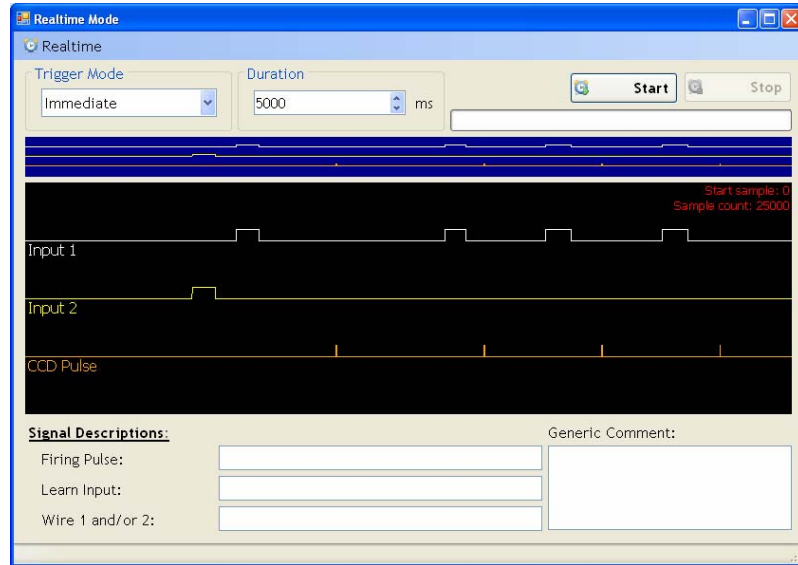 Realtime Mode
Realtime
Trigger Mode
Duration
Immediate
5000
ms
Start
Stop
Start sample: 0
Sample count: 25000
Input 1
Input 2
CCD Pulse
Signal Descriptions:
Generic Comment:
Firing Pulse:
Learn Input:
Wire 1 and/or 2: